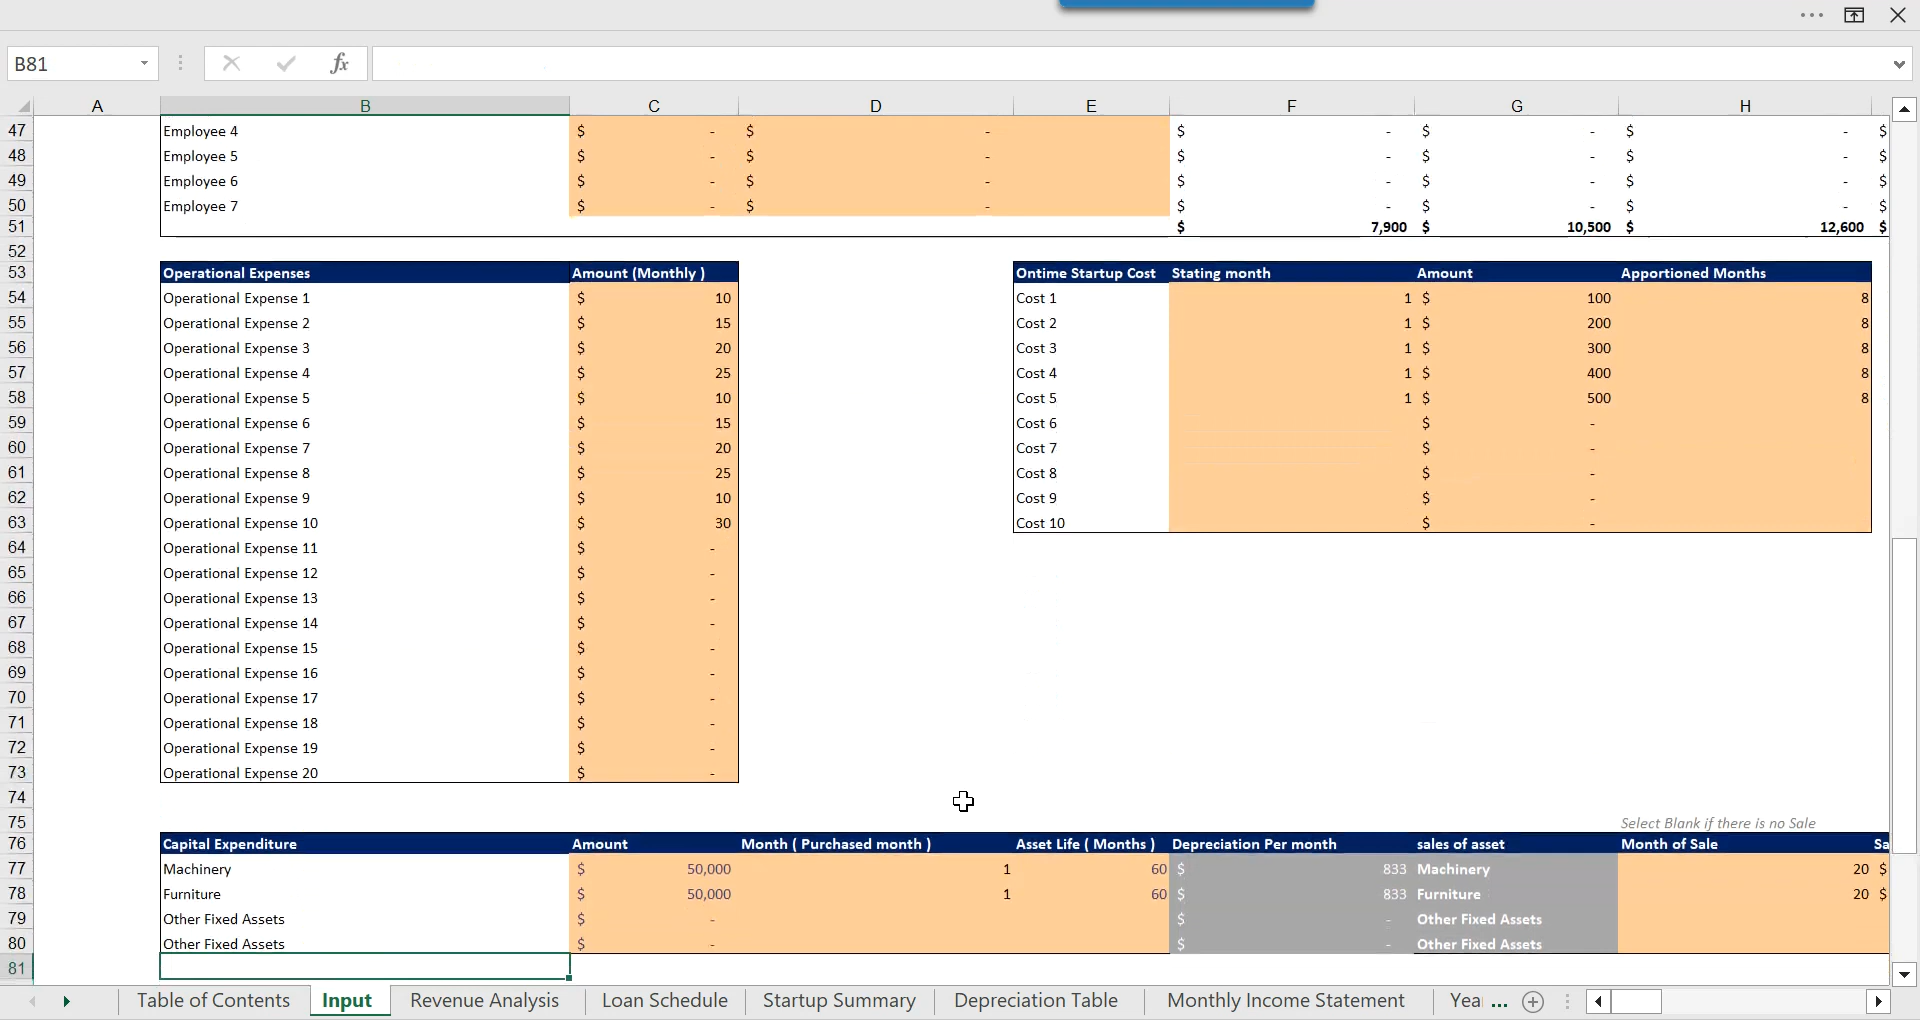 B81 fx
A B C D E F G H
47 Employee 4 $ - $ - $ - $ - $ - $
48 Employee 5 $ - $ - $ - $ - $ - $
49 Employee 6 $ - $ - $ - $ - $ - $
50 Employee 7 $ - $ - $ - $ - $ - $
51 $ 7,900 $ 10,500 $ 12,600 $
52
53 Operational Expenses Amount (Monthly ) Ontime Startup Cost Stating month Amount Apportioned Months
54 Operational Expense 1 $ 10 Cost 1 1 $ 100 8
55 Operational Expense 2 $ 15 Cost 2 1 $ 200 8
56 Operational Expense 3 $ 20 Cost 3 1 $ 300 8
57 Operational Expense 4 $ 25 Cost 4 1 $ 400 8
58 Operational Expense 5 $ 10 Cost 5 1 $ 500 8
59 Operational Expense 6 $ 15 Cost 6 $ -
60 Operational Expense 7 $ 20 Cost 7 $ -
61 Operational Expense 8 $ 25 Cost 8 $ -
62 Operational Expense 9 $ 10 Cost 9 $ -
63 Operational Expense 10 $ 30 Cost 10 $ -
64 Operational Expense 11 $ -
65 Operational Expense 12 $ -
66 Operational Expense 13 $ -
67 Operational Expense 14 $ -
68 Operational Expense 15 $ -
69 Operational Expense 16 $ -
70 Operational Expense 17 $ -
71 Operational Expense 18 $ -
72 Operational Expense 19 $ -
73 Operational Expense 20 $ -
74
75 Select Blank if there is no Sale
76 Capital Expenditure Amount Month ( Purchased month ) Asset Life ( Months ) Depreciation Per month sales of asset Month of Sale Sa
77 Machinery $ 50,000 1 60 $ 833 Machinery 20 $
78 Furniture $ 50,000 1 60 $ 833 Furniture 20 $
79 Other Fixed Assets $ - $ - Other Fixed Assets
80 Other Fixed Assets $ - $ - Other Fixed Assets
81
Table of Contents Input Revenue Analysis Loan Schedule Startup Summary Depreciation Table Monthly Income Statement Yea ...